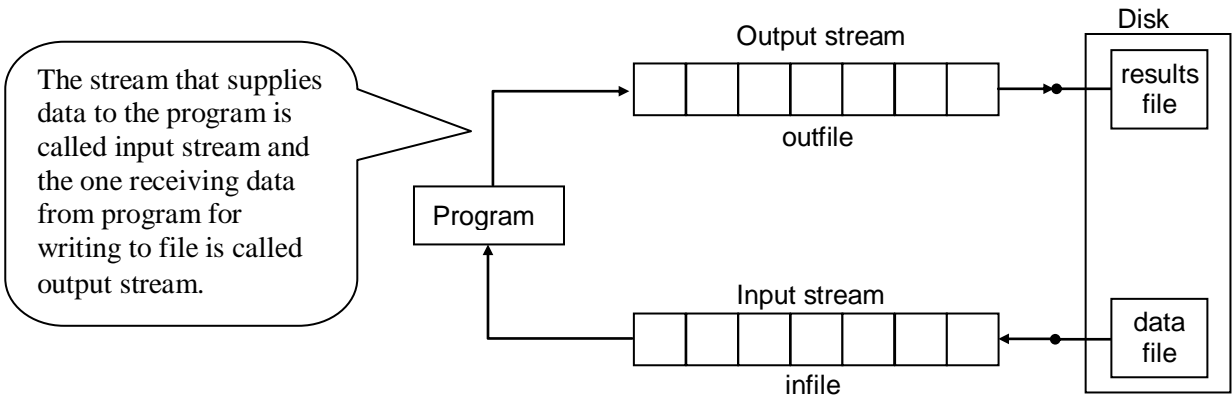 The stream that supplies
data to the program is
called input stream and
the one receiving data
from program for
writing to file is called
output stream.
Program
Output stream
outfile
Input stream
infile
Disk
results
file
data
file